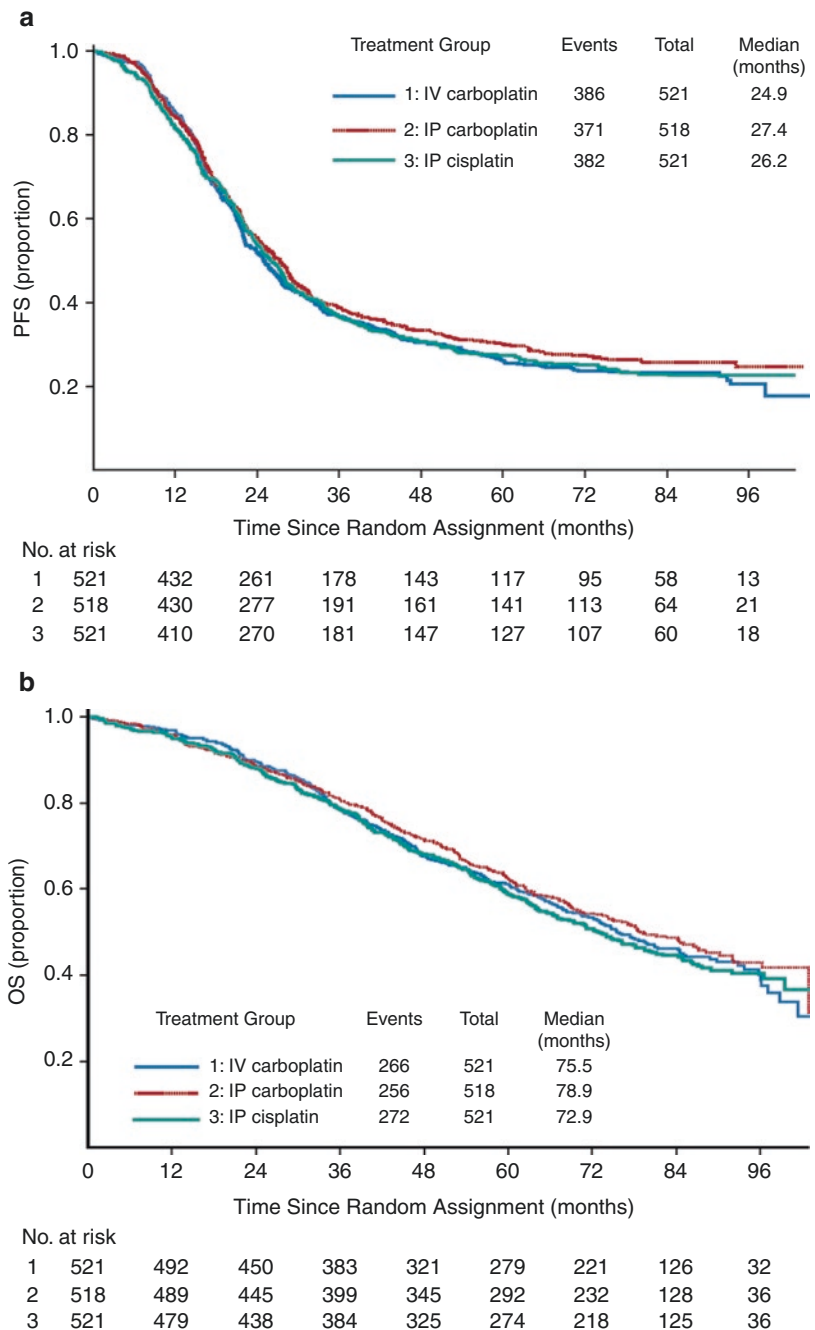 a
Treatment Group Events Total Median
(months)
1: IV carboplatin 386 521 24.9
2: IP carboplatin 371 518 27.4
3: IP cisplatin 382 521 26.2
PFS (proportion)
1.0
0.8
0.6
0.4
0.2
0 12 24 36 48 60 72 84 96
Time Since Random Assignment (months)
No. at risk
1 521 432 261 178 143 117 95 58 13
2 518 430 277 191 161 141 113 64 21
3 521 410 270 181 147 127 107 60 18
b
OS (proportion)
1.0
0.8
0.6
0.4
0.2
Treatment Group Events Total Median
(months)
1: IV carboplatin 266 521 75.5
2: IP carboplatin 256 518 78.9
3: IP cisplatin 272 521 72.9
0 12 24 36 48 60 72 84 96
Time Since Random Assignment (months)
No. at risk
1 521 492 450 383 321 279 221 126 32
2 518 489 445 399 345 292 232 128 36
3 521 479 438 384 325 274 218 125 36